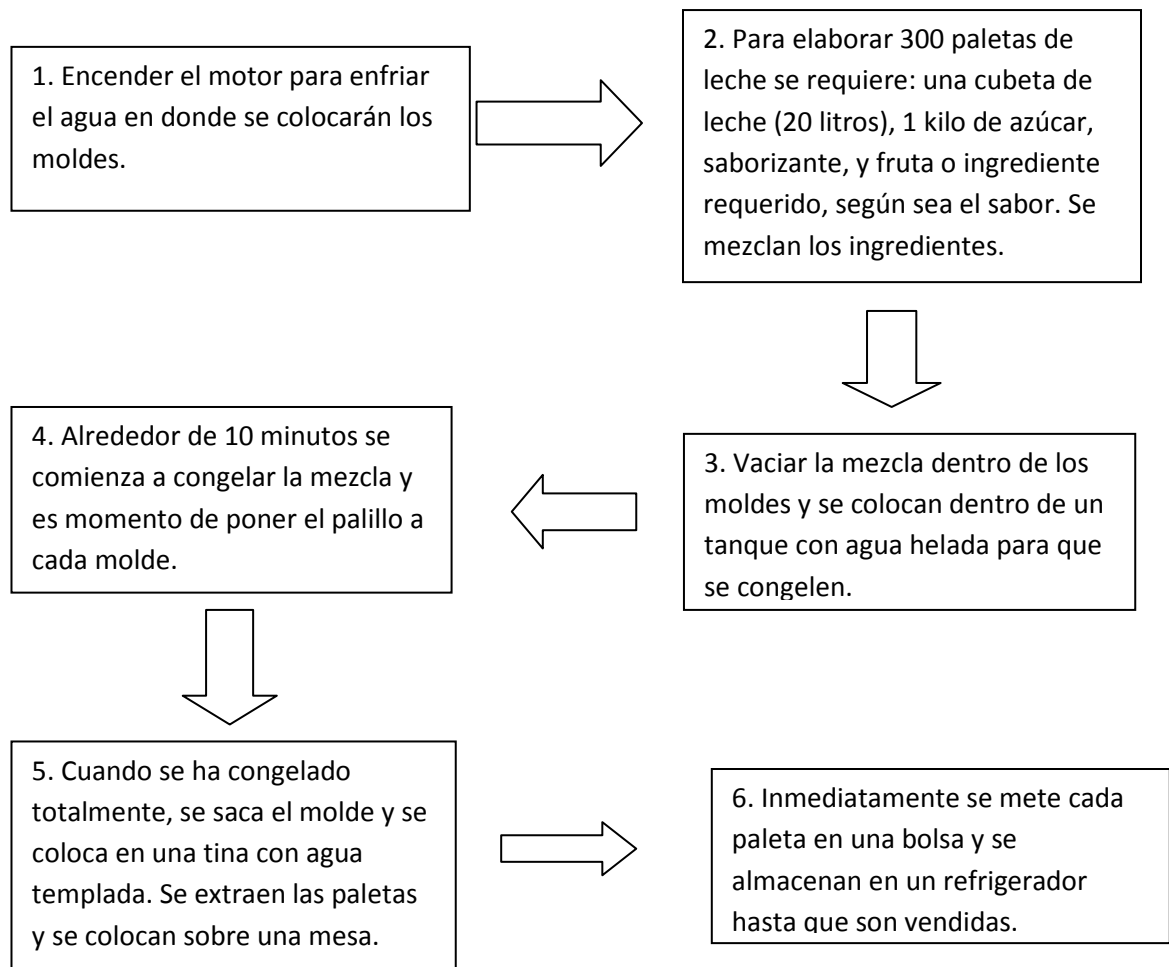 1. Encender el motor para enfriar
el agua en donde se colocarán los
moldes.
2. Para elaborar 300 paletas de
leche se requiere: una cubeta de
leche (20 litros), 1 kilo de azúcar,
saborizante, y fruta o ingrediente
requerido, según sea el sabor. Se
mezclan los ingredientes.
3. Vaciar la mezcla dentro de los
moldes y se colocan dentro de un
tanque con agua helada para que
se congelen.
4. Alrededor de 10 minutos se
comienza a congelar la mezcla y
es momento de poner el palillo a
cada molde.
5. Cuando se ha congelado
totalmente, se saca el molde y se
coloca en una tina con agua
templada. Se extraen las paletas
y se colocan sobre una mesa.
6. Inmediatamente se mete cada
paleta en una bolsa y se
almacenan en un refrigerador
hasta que son vendidas.